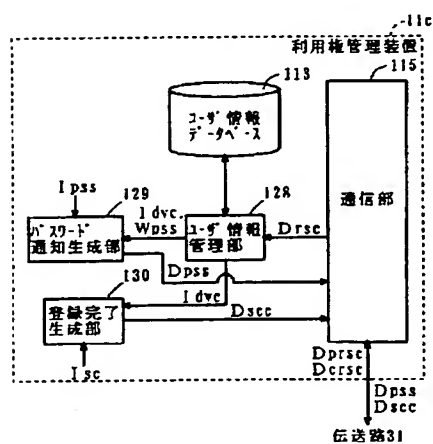 11c
利用権管理装置
113
115
ユーザ情報
データベース
Ipss
129
Idvc,
Wpss
128
パスワード
通知生成部
ユーザ情報
管理部
Drsc
通信部
130
Dpss
登録完了
生成部
Idvc
Dscc
Isc
Dprsc
Dcrsc
Dpss
Dscc
伝送路31